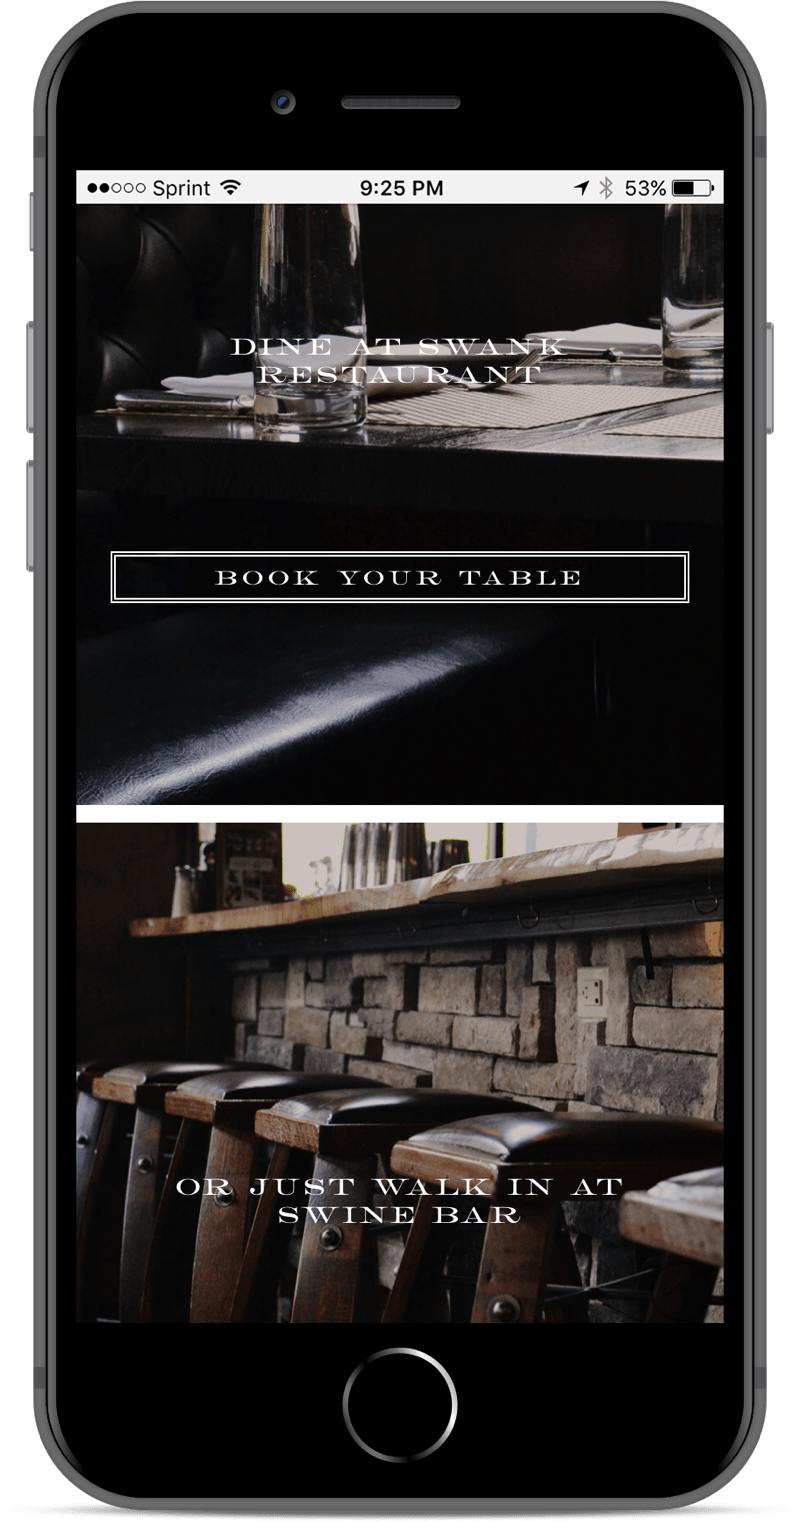 Sprint 9:25 PM 53%
DINE AT SWANK
RESTAURANT
BOOK YOUR TABLE
OR JUST WALK IN AT
SWINE BAR